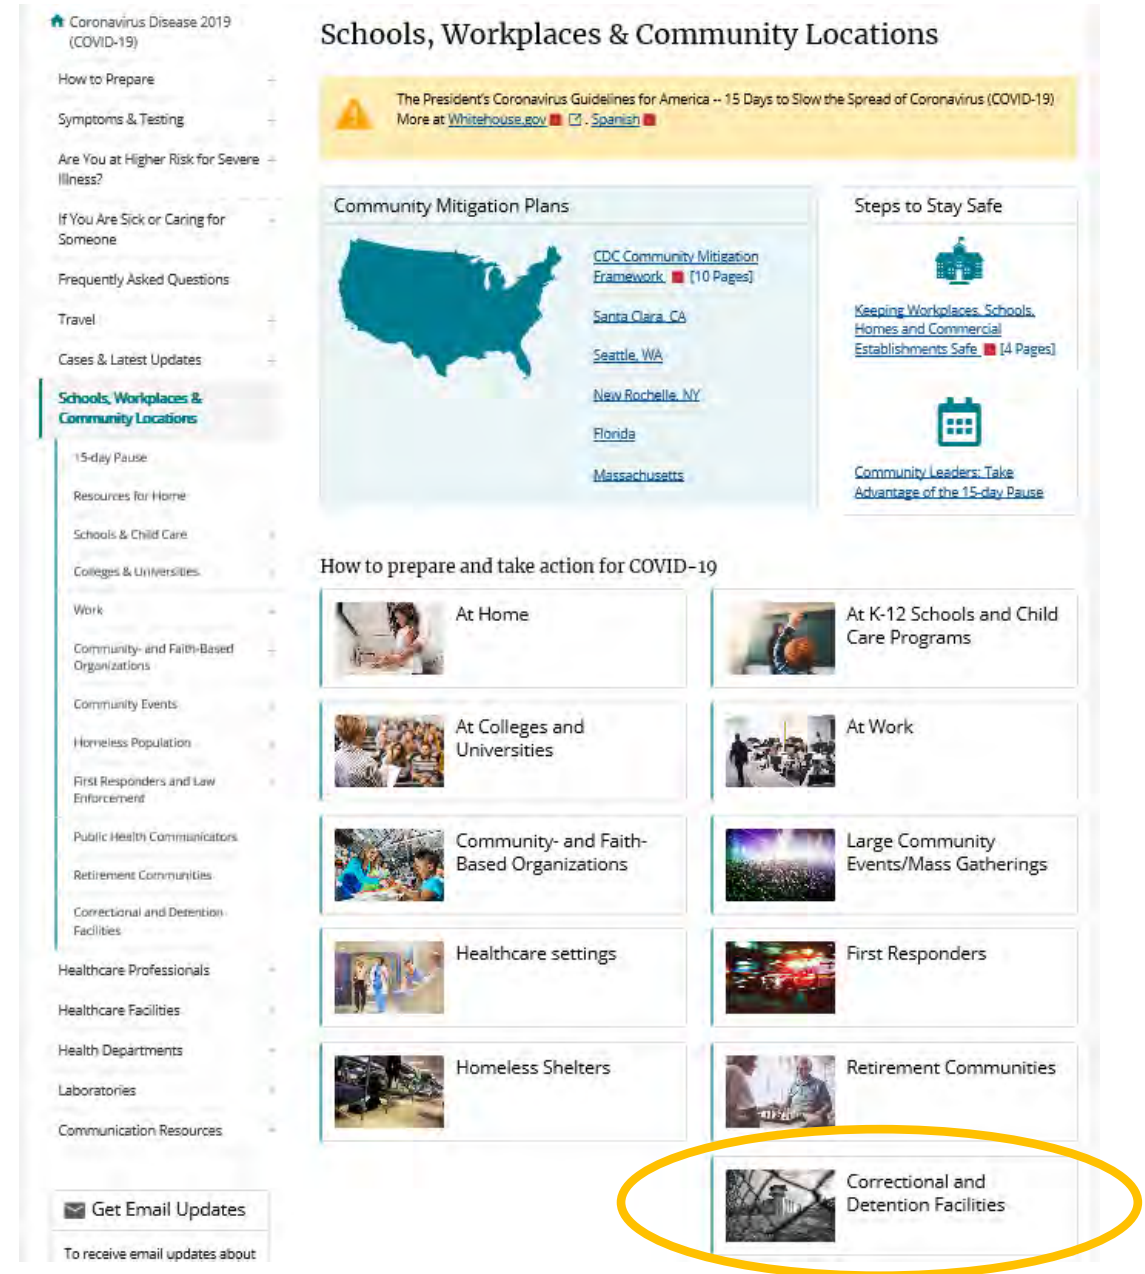 Coronavirus Disease 2019
(COVID-19)
How to Prepare
Symptoms & Testing
Are You at Higher Risk for Severe
Illness?
If You Are Sick or Caring for
Someone
Frequently Asked Questions
Travel
Cases & Latest Updates
Schools, Workplaces &
Community Locations
15-day Pause
Resources for Home
Schools & Child Care
Colleges & Universities
Work
Community- and Faith-Based
Organizations
Community Events
Homeless Population
First Responders and Law
Enforcement
Public Health Communicators
Retirement Communities
Correctional and Detention
Facilities
Healthcare Professionals
Healthcare Facilities
Health Departments
Laboratories
Communication Resources
Get Email Updates
To receive email updates about
Schools, Workplaces & Community Locations
The President's Coronavirus Guidelines for America -- 15 Days to Slow the Spread of Coronavirus (COVID-19)
More at Whitehouse.gov . Spanish
Community Mitigation Plans
CDC Community Mitigation
Framework [10 Pages]
Santa Clara, CA
Seattle, WA
New Rochelle, NY
Florida
Massachusetts
Steps to Stay Safe
Keeping Workplaces, Schools,
Homes and Commercial
Establishments Safe [4 Pages]
Community Leaders: Take
Advantage of the 15-day Pause
How to prepare and take action for COVID-19
At Home
At K-12 Schools and Child
Care Programs
At Colleges and
Universities
At Work
Community- and Faith-
Based Organizations
Large Community
Events/Mass Gatherings
Healthcare settings
First Responders
Homeless Shelters
Retirement Communities
Correctional and
Detention Facilities